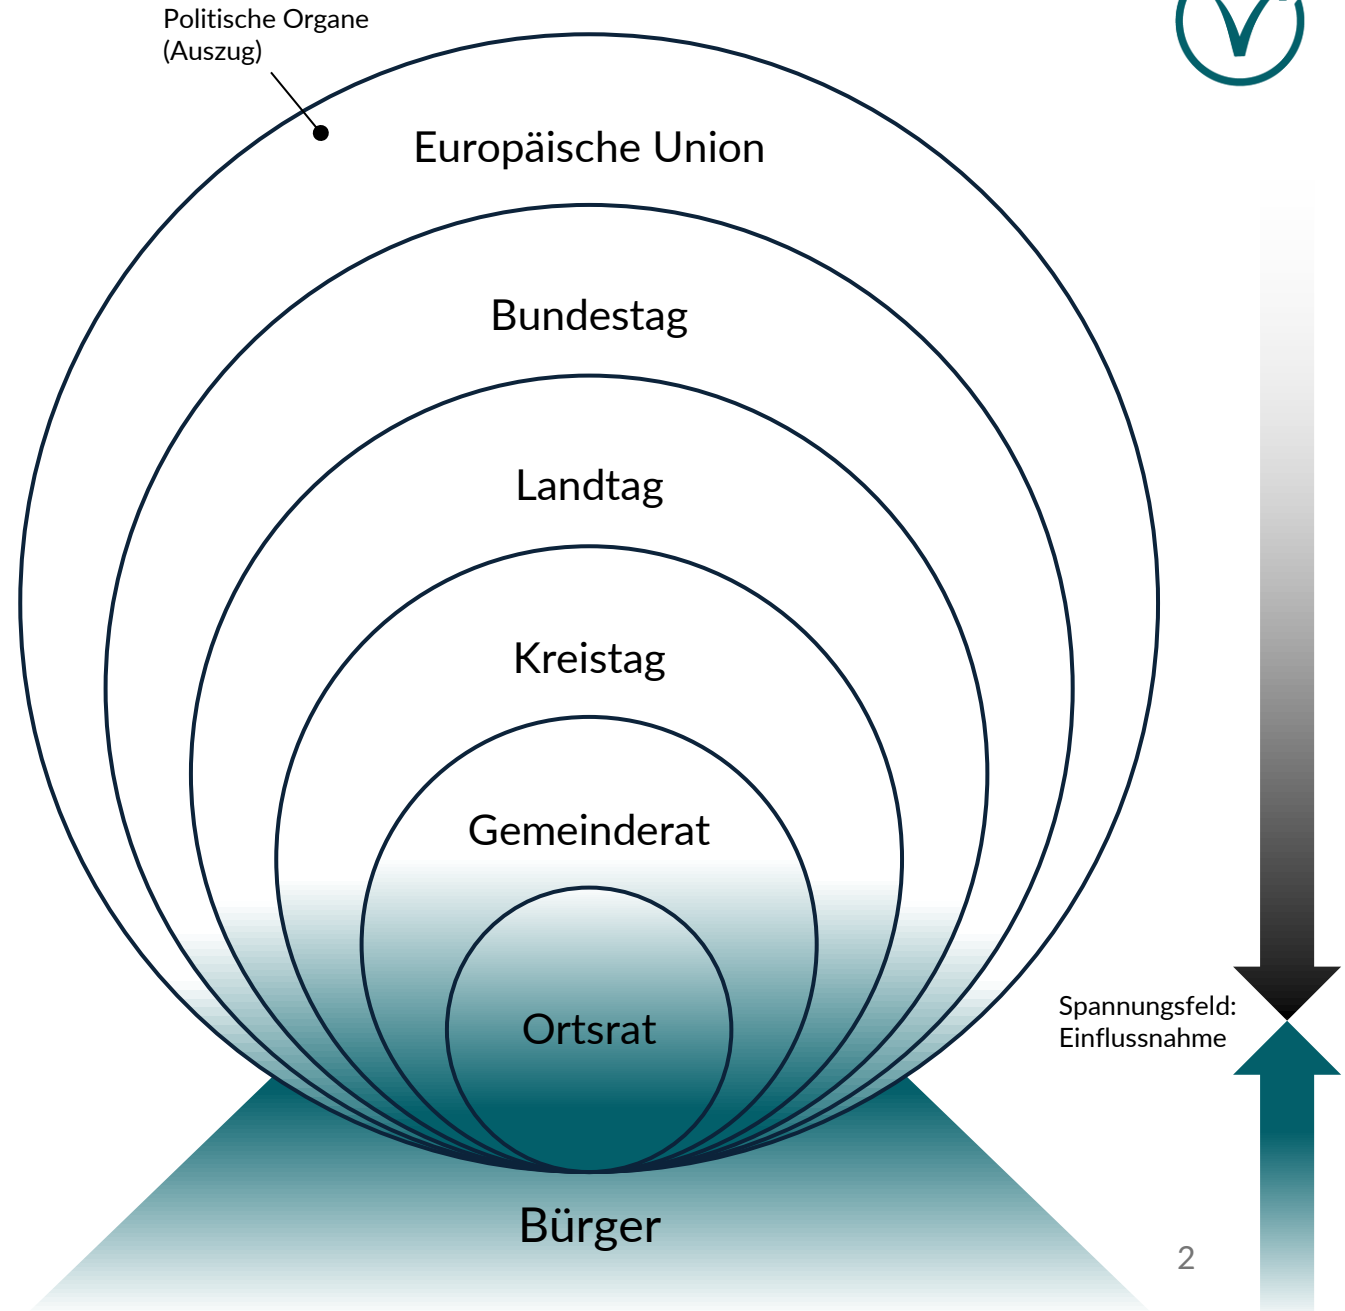 Politische Organe
(Auszug)
Europäische Union
Bundestag
Landtag
Kreistag
Gemeinderat
Ortsrat
Spannungsfeld:
Einflussnahme
Bürger
2